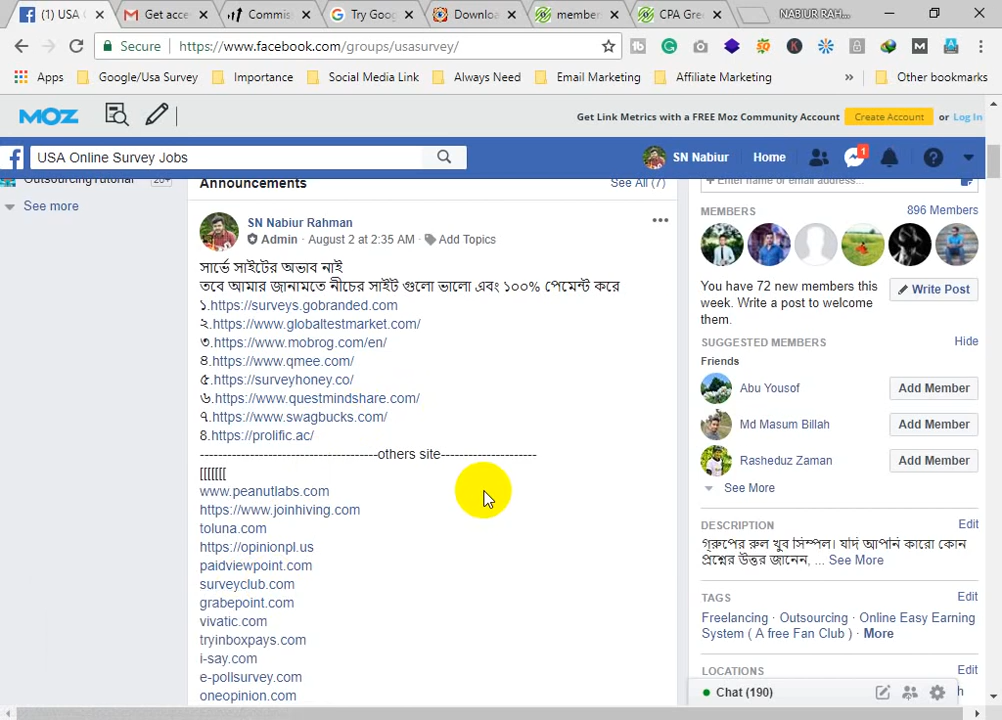 (1) USA
Get acce
Commis
Try Goog
Downloa
member
CPA Gre
NABIUR RAH...
Secure
https://www.facebook.com/groups/usasurvey/
Apps
Google/Usa Survey
Importance
Social Media Link
Always Need
Email Marketing
Affiliate Marketing
»
Other bookmarks
MOZ
Get Link Metrics with a FREE Moz Community Account
Create Account
or Log In
USA Online Survey Jobs
SN Nabiur
Home
1
OutsourcingTutorial 20+
See more
Announcements
See All (7)
SN Nabiur Rahman
Admin · August 2 at 2:35 AM · Add Topics
সার্ভে সাইটের অভাব নাই
তবে আমার জানামতে নীচের সাইট গুলো ভালো এবং ১০০% পেমেন্ট করে
১.https://surveys.gobranded.com
২.https://www.globaltestmarket.com/
৩.https://www.mobrog.com/en/
৪.https://www.qmee.com/
৫.https://surveyhoney.co/
৬.https://www.questmindshare.com/
৭.https://www.swagbucks.com/
৪.https://prolific.ac/
--------------------------------------others site---------------------
[[[[[[[
www.peanutlabs.com
https://www.joinhiving.com
toluna.com
https://opinionpl.us
paidviewpoint.com
surveyclub.com
grabepoint.com
vivatic.com
tryinboxpays.com
i-say.com
e-pollsurvey.com
oneopinion.com
Enter name or email address...
MEMBERS
896 Members
You have 72 new members this
week. Write a post to welcome
them.
Write Post
SUGGESTED MEMBERS
Hide
Friends
Abu Yousof
Add Member
Md Masum Billah
Add Member
Rasheduz Zaman
Add Member
See More
DESCRIPTION
Edit
গ্রুপের রুল খুব সিম্পল। যদি আপনি কারো কোন
প্রশ্নের উত্তর জানেন, ... See More
TAGS
Edit
Freelancing · Outsourcing · Online Easy Earning
System ( A free Fan Club ) · More
LOCATIONS
Edit
Chat (190)